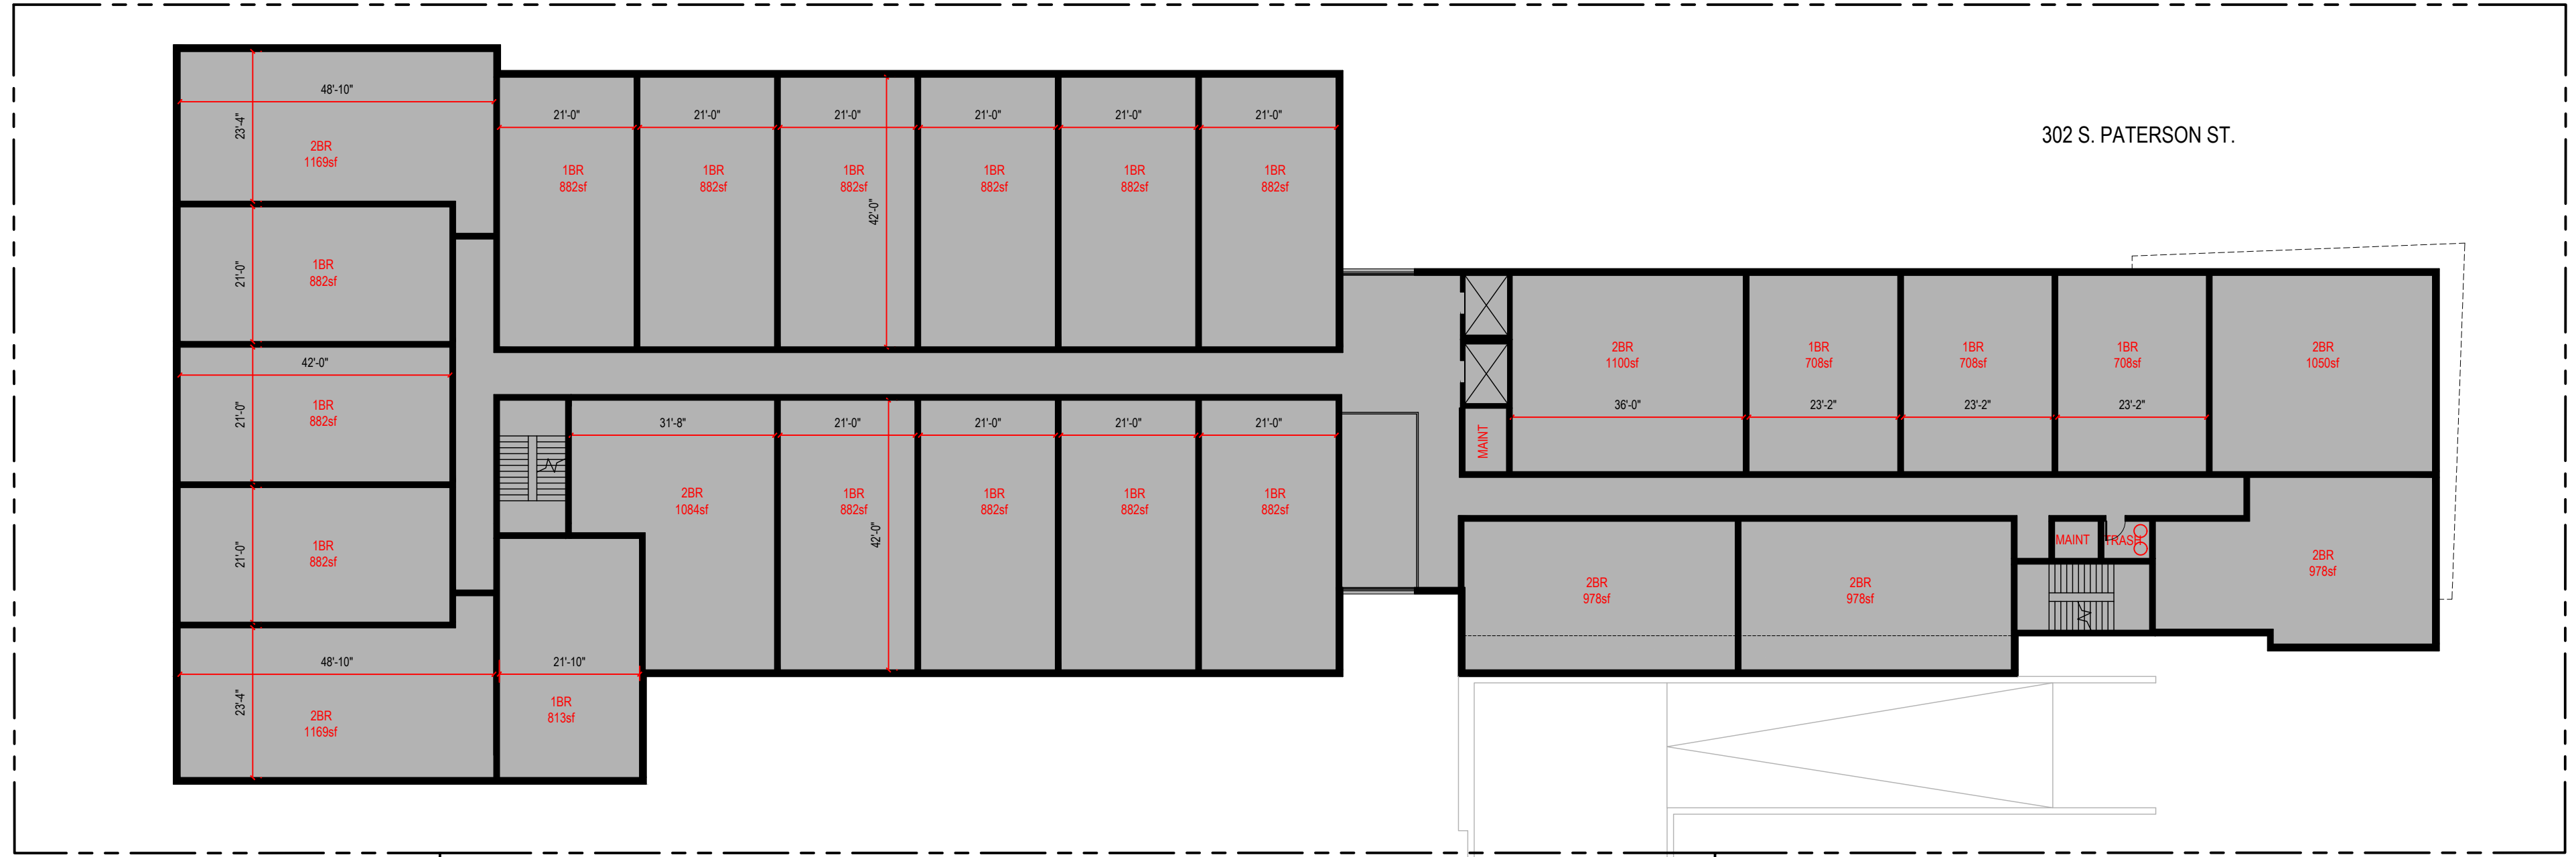 302 S. PATERSON ST.
48'-10"
23'-4"
2BR
1169sf
21'-0"
21'-0"
21'-0"
21'-0"
21'-0"
21'-0"
1BR
882sf
1BR
882sf
1BR
882sf
1BR
882sf
1BR
882sf
1BR
882sf
42'-0"
21'-0"
1BR
882sf
42'-0"
21'-0"
1BR
882sf
21'-0"
1BR
882sf
48'-10"
23'-4"
2BR
1169sf
21'-10"
1BR
813sf
31'-8"
21'-0"
21'-0"
21'-0"
21'-0"
2BR
1084sf
1BR
882sf
1BR
882sf
1BR
882sf
1BR
882sf
42'-0"
MAINT
2BR
1100sf
1BR
708sf
1BR
708sf
1BR
708sf
2BR
1050sf
36'-0"
23'-2"
23'-2"
23'-2"
2BR
978sf
2BR
978sf
MAINT
TRASH
2BR
978sf